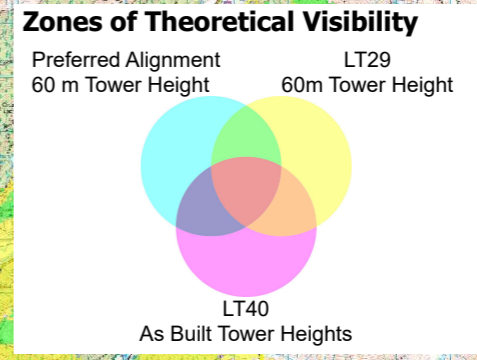 Zones of Theoretical Visibility
Preferred Alignment
60 m Tower Height
LT29
60m Tower Height
LT40
As Built Tower Heights